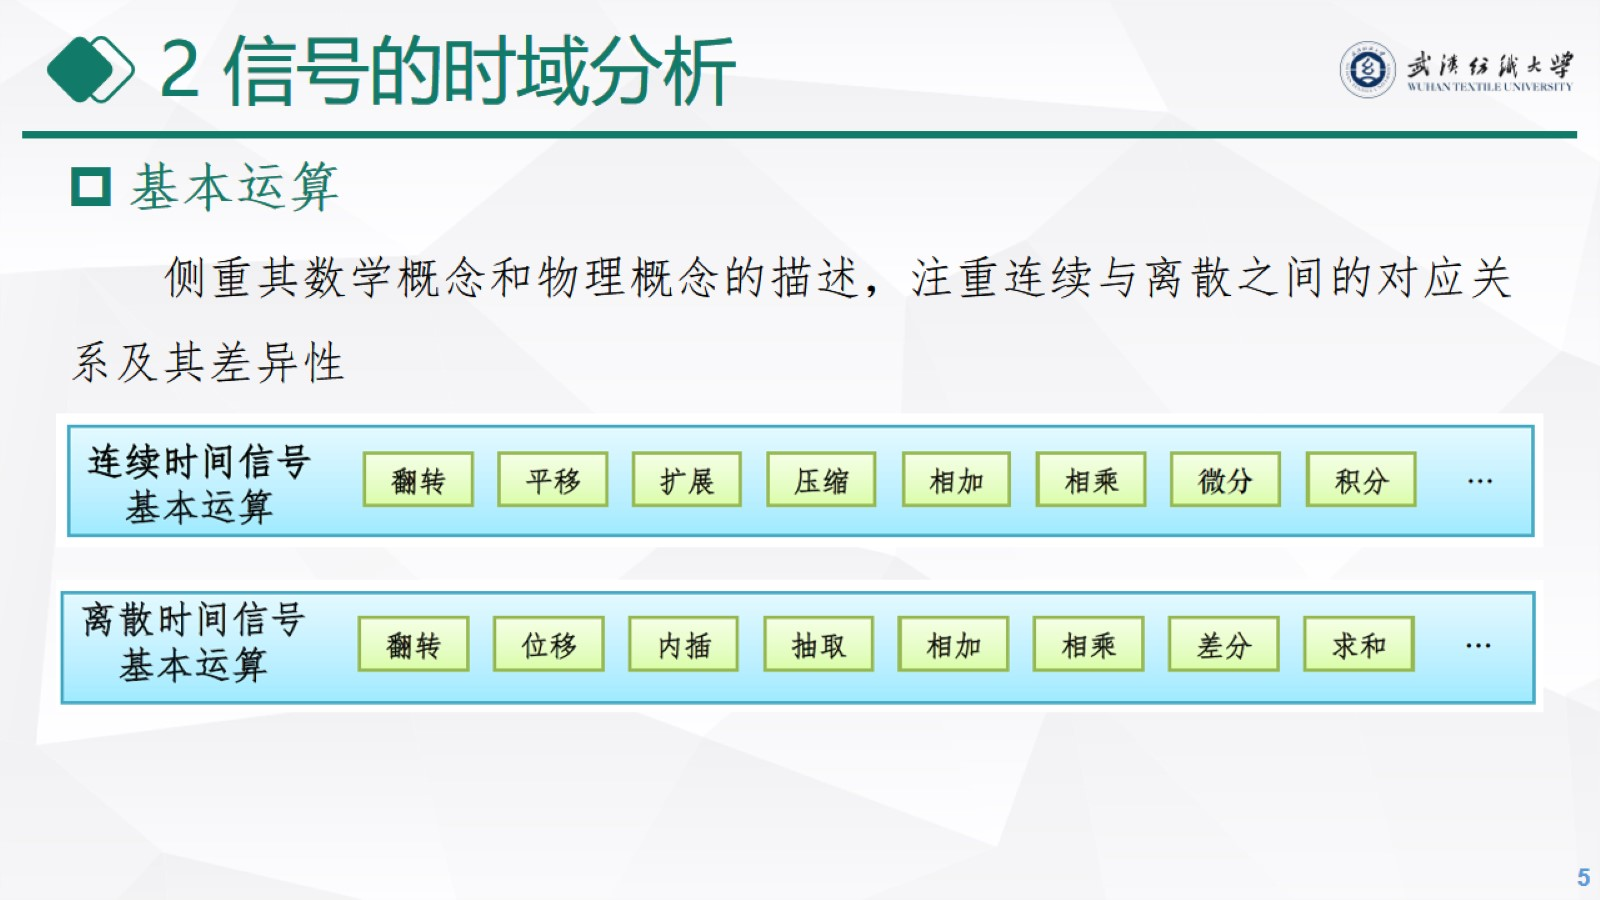 2 信号的时域分析
武汉纺织大学
WUHAN TEXTILE UNIVERSITY
基本运算
侧重其数学概念和物理概念的描述，注重连续与离散之间的对应关
系及其差异性
连续时间信号
基本运算
翻转 平移 扩展 压缩 相加 相乘 微分 积分 …
离散时间信号
基本运算
翻转 位移 内插 抽取 相加 相乘 差分 求和 …
5